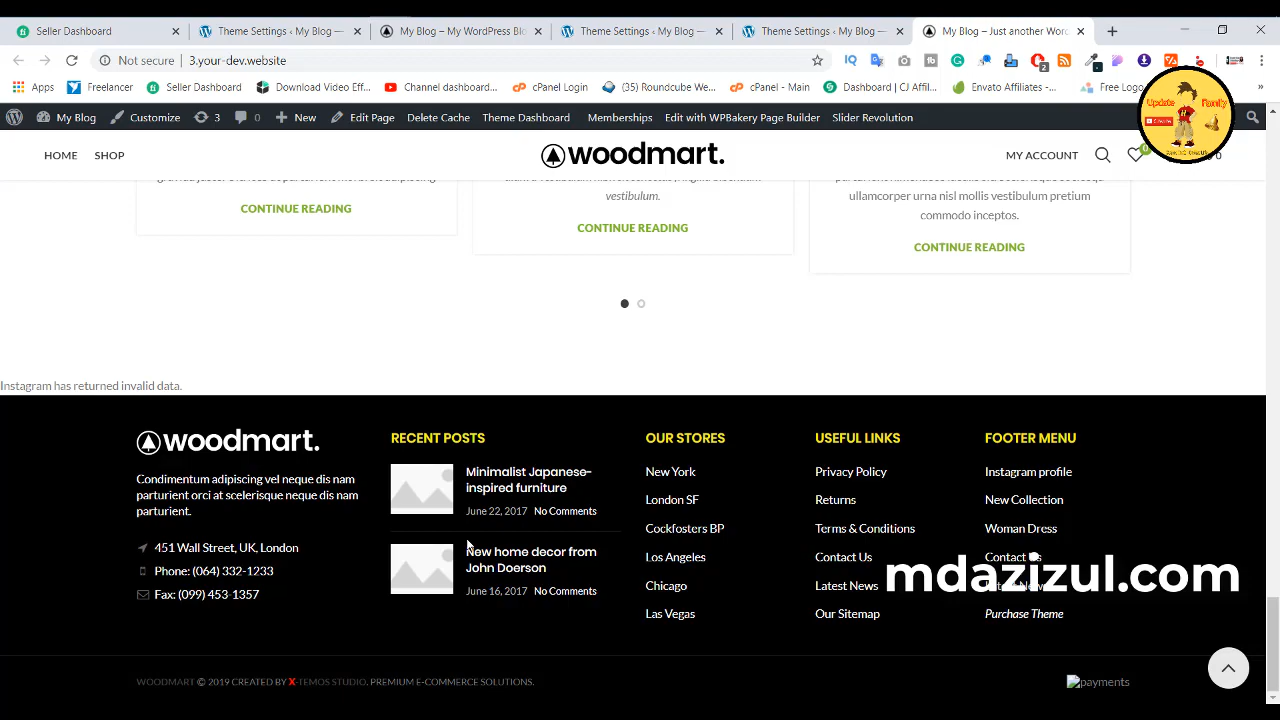 Seller Dashboard
Theme Settings ‹ My Blog —
My Blog – My WordPress Bl
Theme Settings ‹ My Blog —
Theme Settings ‹ My Blog —
My Blog – Just another Wor
Not secure | 3.your-dev.website
Apps
Freelancer
Seller Dashboard
Download Video Eff...
Channel dashboard...
cPanel Login
(35) Roundcube We...
cPanel - Main
Dashboard | CJ Affil...
Envato Affiliates -...
Free Logo
My Blog
Customize
3
0
New
Edit Page
Delete Cache
Theme Dashboard
Memberships
Edit with WPBakery Page Builder
Slider Revolution
Update Family
HOME
SHOP
woodmart.
MY ACCOUNT
0
0
vestibulum.
ullamcorper urna nisl mollis vestibulum pretium
commodo inceptos.
CONTINUE READING
CONTINUE READING
CONTINUE READING
Instagram has returned invalid data.
woodmart.
Condimentum adipiscing vel neque dis nam
parturient orci at scelerisque neque dis nam
parturient.
451 Wall Street, UK, London
Phone: (064) 332-1233
Fax: (099) 453-1357
RECENT POSTS
Minimalist Japanese-
inspired furniture
June 22, 2017 No Comments
New home decor from
John Doerson
June 16, 2017 No Comments
OUR STORES
New York
London SF
Cockfosters BP
Los Angeles
Chicago
Las Vegas
USEFUL LINKS
Privacy Policy
Returns
Terms & Conditions
Contact Us
Latest News
Our Sitemap
FOOTER MENU
Instagram profile
New Collection
Woman Dress
Contact Us
Purchase Theme
mdazizul.com
WOODMART © 2019 CREATED BY X-TEMOS STUDIO. PREMIUM E-COMMERCE SOLUTIONS.
payments